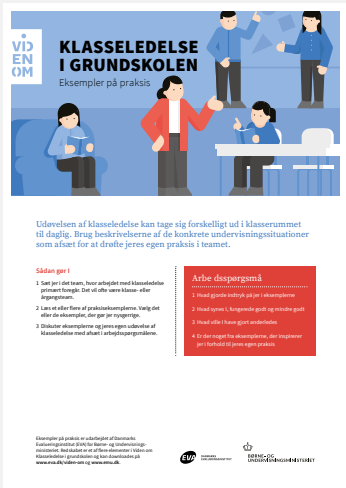 VID
EN
OM
KLASSELEDELSE
I GRUNDSKOLEN
Eksempler på praksis
Udøvelsen af klasseledelse kan tage sig forskelligt ud i klasserummet
til daglig. Brug beskrivelserne af de konkrete undervisningssituationer
som afsæt for at drøfte jeres egen praksis i teamet.
Sådan gør I
1 Sæt jer i det team, hvor arbejdet med klasseledelse
primært foregår. Det vil ofte være klasse- eller
årgangsteam.
2 Læs et eller flere af praksiseksemplerne. Vælg det
eller de eksempler, der gør jer nysgerrige.
3 Diskuter eksemplerne og jeres egen udøvelse af
klasseledelse med afsæt i arbejdsspørgsmålene.
Arbe dsspørgsmå
1 Hvad gjorde indtryk på jer i eksemplerne
2 Hvad synes I, fungerede godt og mindre godt
3 Hvad ville I have gjort anderledes
4 Er der noget fra eksemplerne, der inspirerer
jer i forhold til jeres egen praksis
Eksempler på praksis er udarbejdet af Danmarks
Evalueringsinstitut (EVA) for Børne- og Undervisnings-
ministeriet. Redskabet er et af flere elementer i Viden om
Klasseledelse i grundskolen og kan downloades på
www.eva.dk/viden-om og www.emu.dk.
EVA
DANMARKS
EVALUERINGSINSTITUT
BØRNE- OG
UNDERVISNINGSMINISTERIET